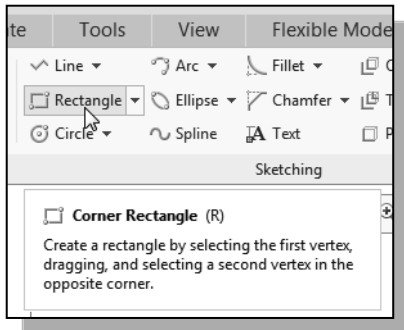 te Tools View Flexible Mode
Line Arc Fillet
Rectangle Ellipse Chamfer T
Circle Spline A Text P
Sketching
Corner Rectangle (R)
Create a rectangle by selecting the first vertex,
dragging, and selecting a second vertex in the
opposite corner.